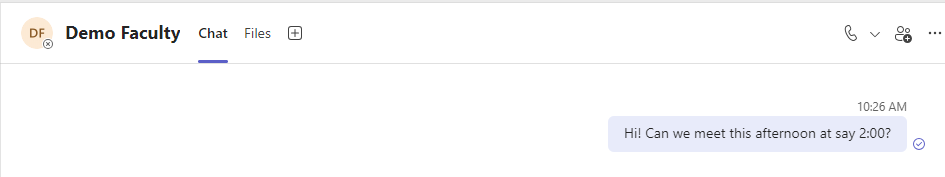 DF Demo Faculty Chat Files
10:26 AM
Hi! Can we meet this afternoon at say 2:00?